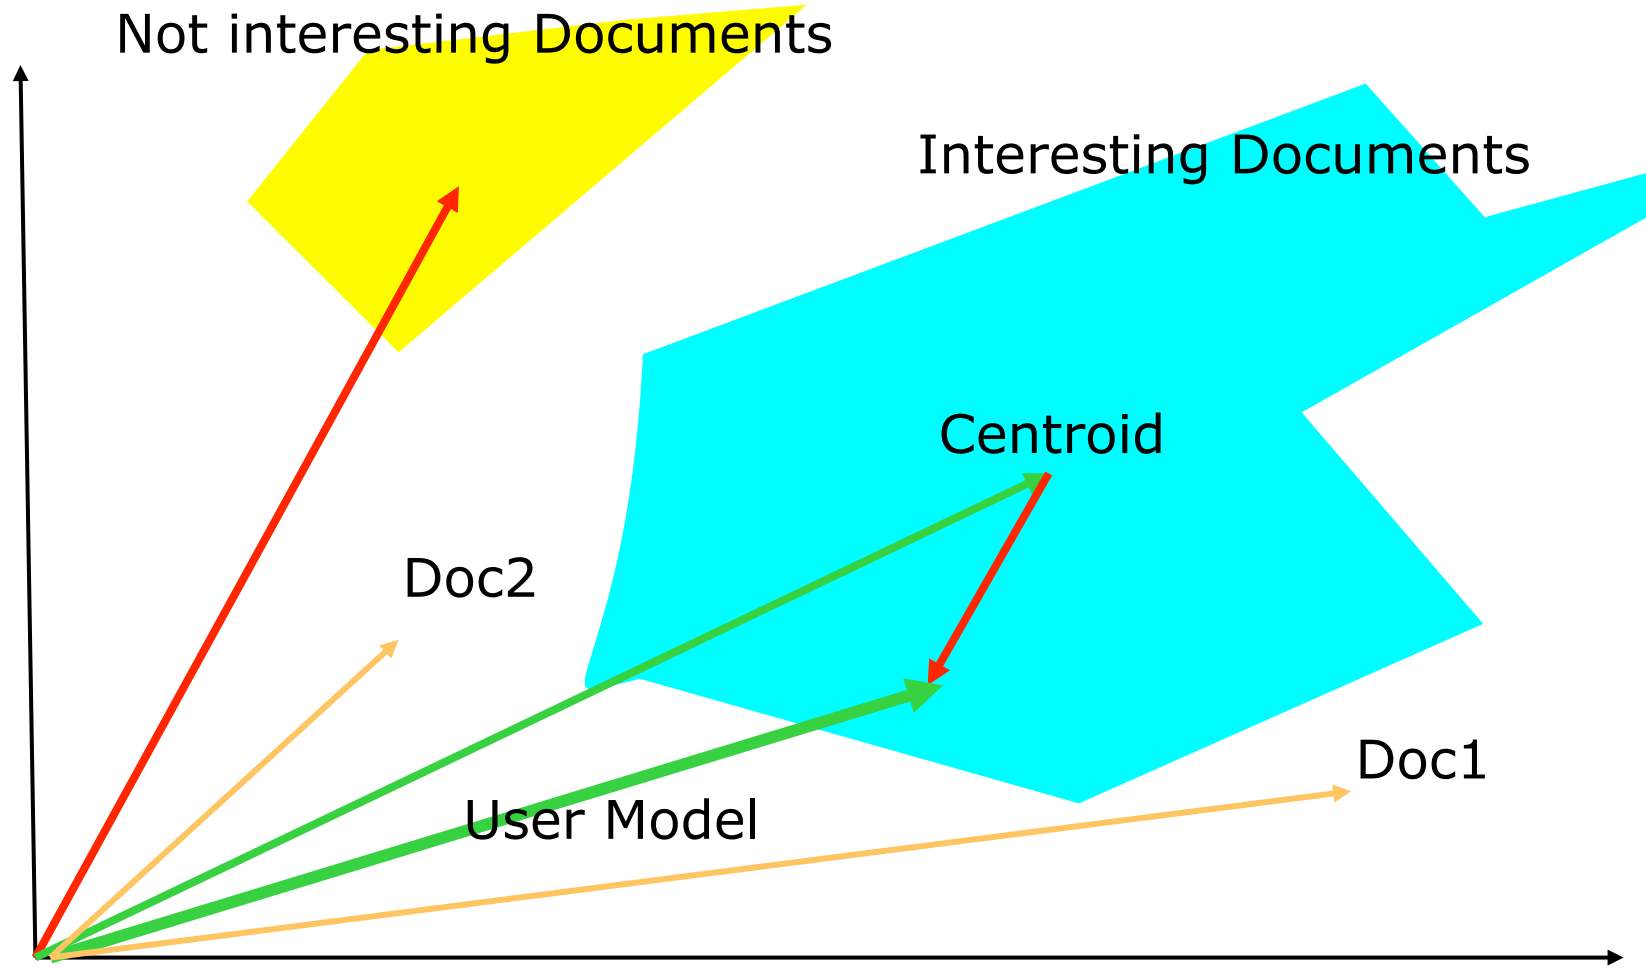 Not interesting Documents
Interesting Documents
Centroid
Doc2
Doc1
User Model